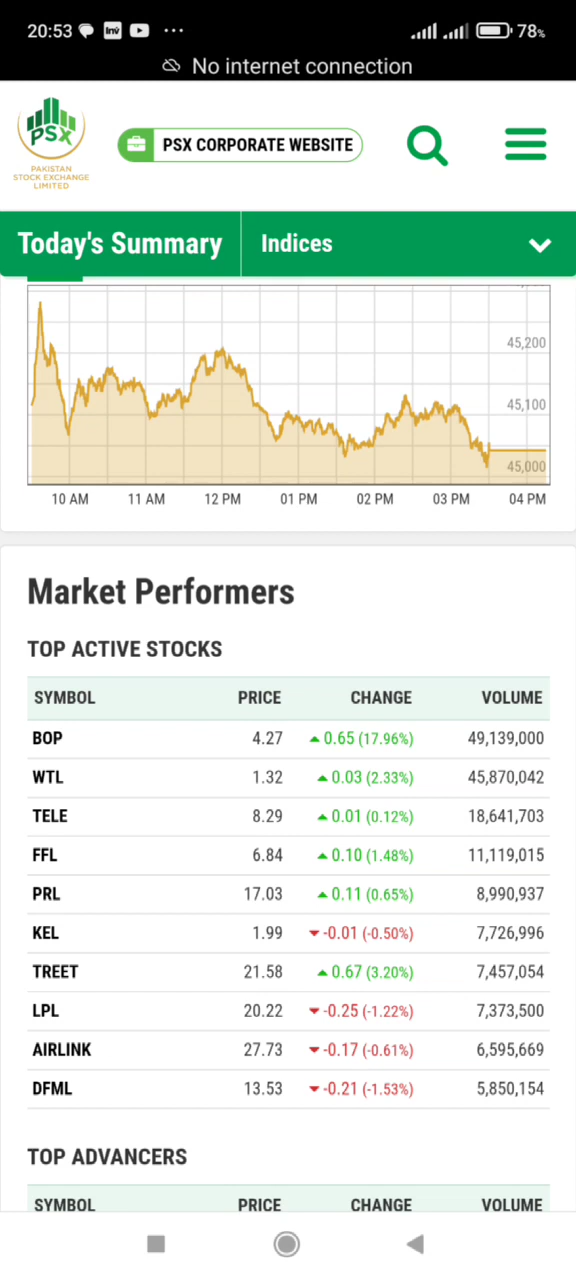 20:53 inv ... 78%
No internet connection
PSX
PAKISTAN
STOCK EXCHANGE
LIMITED
PSX CORPORATE WEBSITE
Today's Summary Indices
45,200
45,100
45,000
10 AM 11 AM 12 PM 01 PM 02 PM 03 PM 04 PM
Market Performers
TOP ACTIVE STOCKS
SYMBOL PRICE CHANGE VOLUME
BOP 4.27 0.65 (17.96%) 49,139,000
WTL 1.32 0.03 (2.33%) 45,870,042
TELE 8.29 0.01 (0.12%) 18,641,703
FFL 6.84 0.10 (1.48%) 11,119,015
PRL 17.03 0.11 (0.65%) 8,990,937
KEL 1.99 -0.01 (-0.50%) 7,726,996
TREET 21.58 0.67 (3.20%) 7,457,054
LPL 20.22 -0.25 (-1.22%) 7,373,500
AIRLINK 27.73 -0.17 (-0.61%) 6,595,669
DFML 13.53 -0.21 (-1.53%) 5,850,154
TOP ADVANCERS
SYMBOL PRICE CHANGE VOLUME